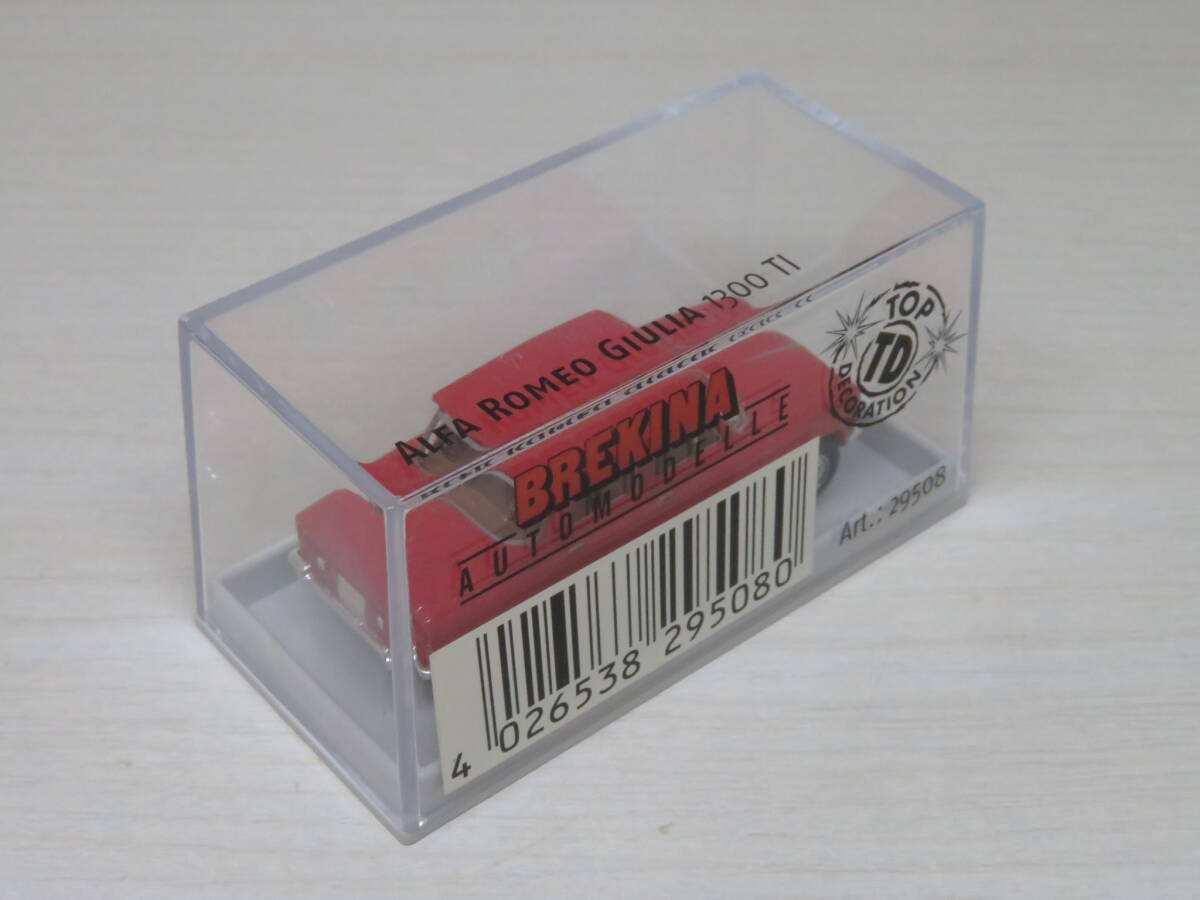 ALFA ROMEO GIULIA 1300 TI
BREKINA
AUTOMODELLE
TOP
TD
DECORATION
Art.: 29508
4 026538 295080